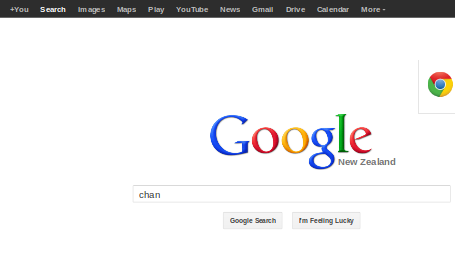 +You Search Images Maps Play YouTube News Gmail Drive Calendar More
Google
New Zealand
chan
Google Search I'm Feeling Lucky